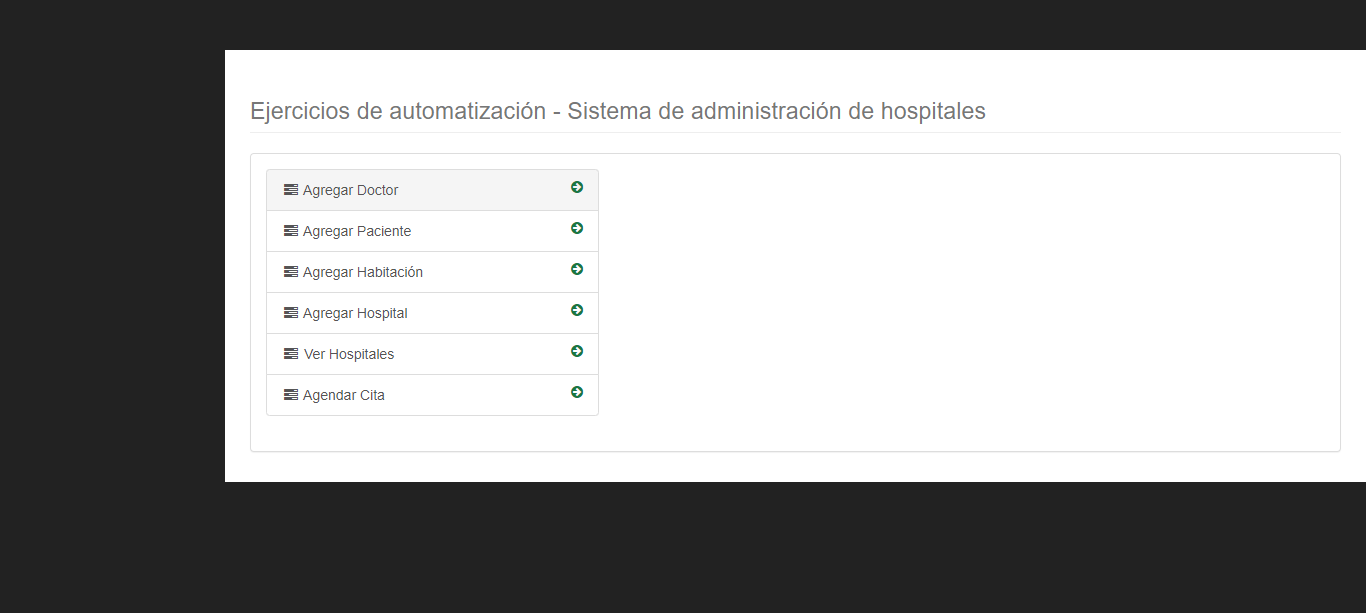 Ejercicios de automatización - Sistema de administración de hospitales
Agregar Doctor
Agregar Paciente
Agregar Habitación
Agregar Hospital
Ver Hospitales
Agendar Cita